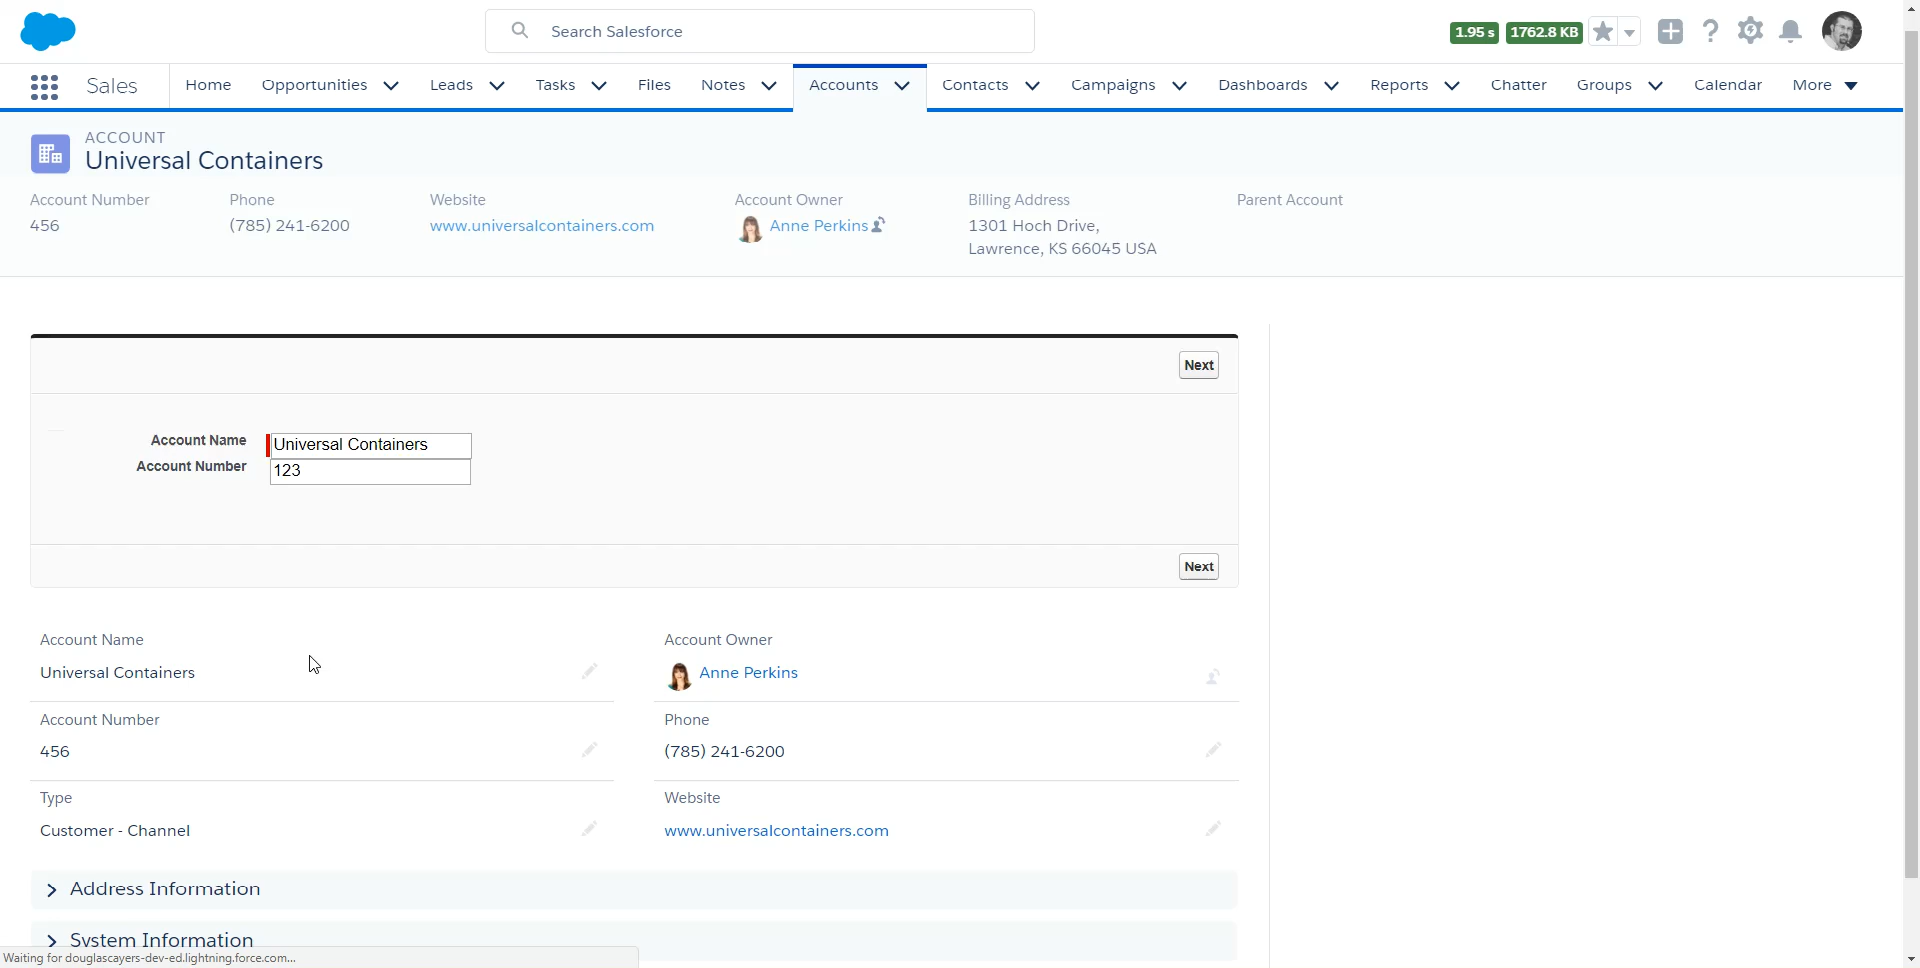 Search Salesforce
1.95 s
1762.8 KB
Sales
Home
Opportunities
Leads
Tasks
Files
Notes
Accounts
Contacts
Campaigns
Dashboards
Reports
Chatter
Groups
Calendar
More
ACCOUNT
Universal Containers
Account Number
Phone
Website
Account Owner
Billing Address
Parent Account
456
(785) 241-6200
www.universalcontainers.com
Anne Perkins
1301 Hoch Drive,
Lawrence, KS 66045 USA
Next
Account Name
Universal Containers
Account Number
123
Next
Account Name
Account Owner
Universal Containers
Anne Perkins
Account Number
Phone
456
(785) 241-6200
Type
Website
Customer - Channel
www.universalcontainers.com
Address Information
System Information
Waiting for douglascayers-dev-ed.lightning.force.com...